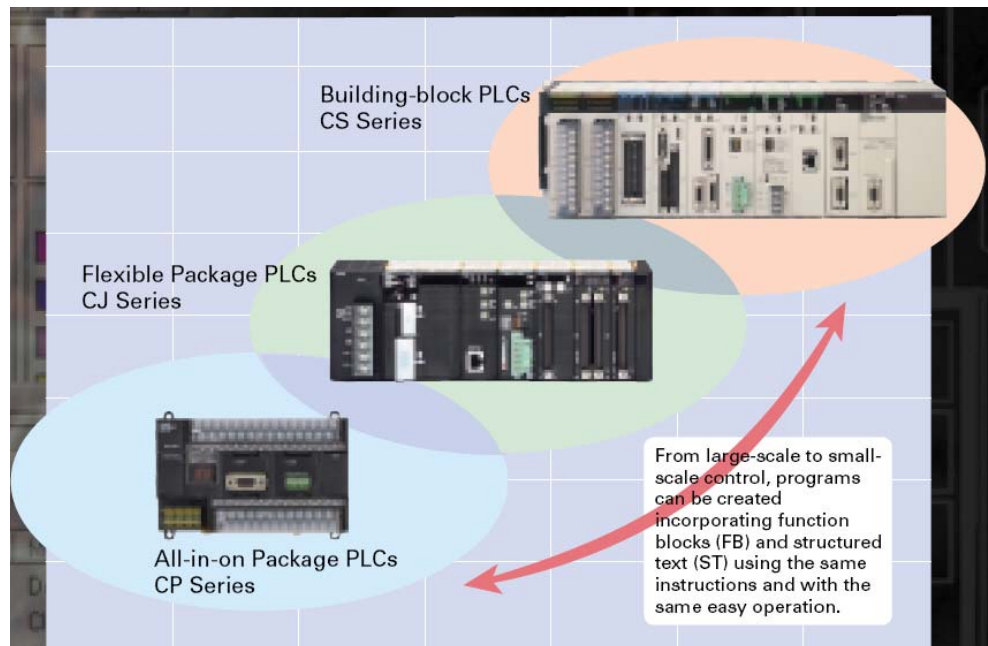 Building-block PLCs
CS Series
Flexible Package PLCs
CJ Series
All-in-on Package PLCs
CP Series
From large-scale to small-
scale control, programs
can be created
incorporating function
blocks (FB) and structured
text (ST) using the same
instructions and with the
same easy operation.